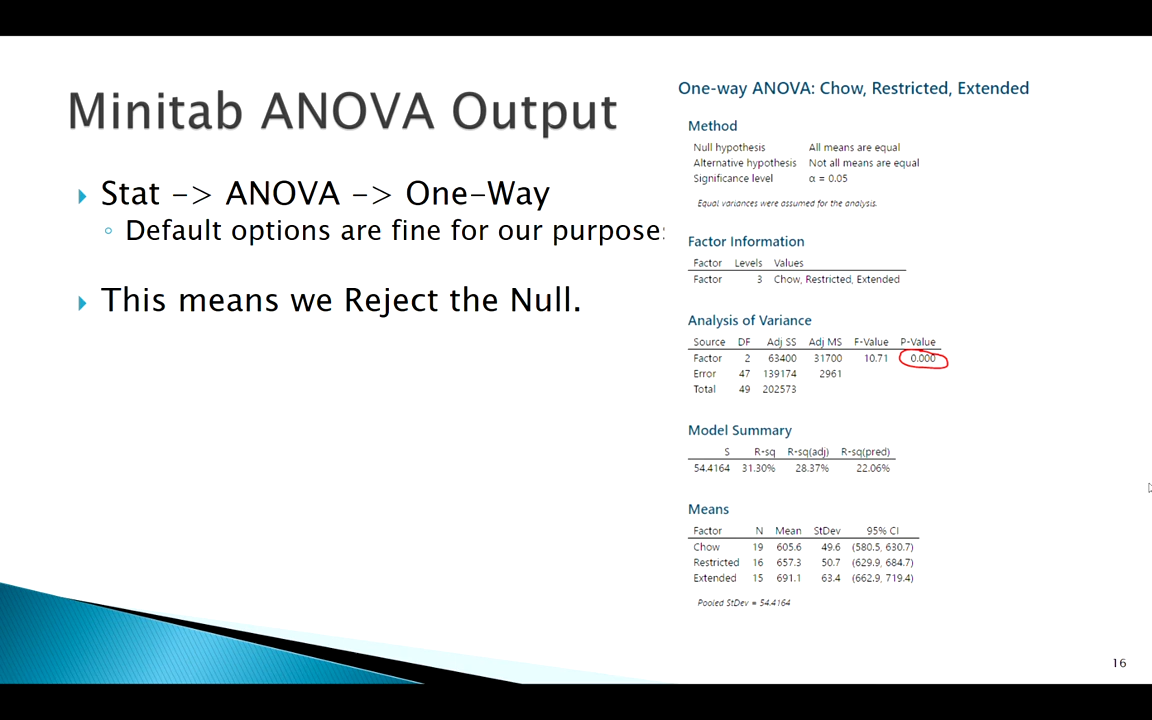 Minitab ANOVA Output
Stat -> ANOVA -> One-Way
Default options are fine for our purpose
This means we Reject the Null.
One-way ANOVA: Chow, Restricted, Extended
Method
Null hypothesis All means are equal
Alternative hypothesis Not all means are equal
Significance level α = 0.05
Equal variances were assumed for the analysis.
Factor Information
Factor Levels Values
Factor 3 Chow, Restricted, Extended
Analysis of Variance
Source DF Adj SS Adj MS F-Value P-Value
Factor 2 63400 31700 10.71 0.000
Error 47 139174 2961
Total 49 202573
Model Summary
S R-sq R-sq(adj) R-sq(pred)
54.4164 31.30% 28.37% 22.06%
Means
Factor N Mean StDev 95% CI
Chow 19 605.6 49.6 (580.5, 630.7)
Restricted 16 657.3 50.7 (629.9, 684.7)
Extended 15 691.1 63.4 (662.9, 719.4)
Pooled StDev = 54.4164
16